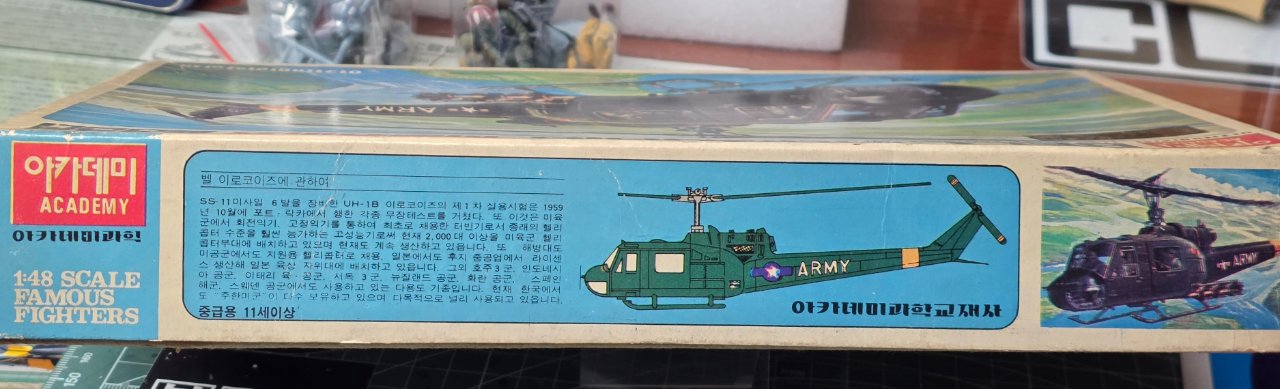 아카데미
ACADEMY
아카데미과학
1:48 SCALE
FAMOUS
FIGHTERS
벨 이로코이즈에 관하여
SS-11미사일 6발을 장비한 UH-1B 이로코이즈의 제1차 실용시험은 1959
년 10월에 포트·락카에서 행한 각종 무장테스트를 거쳤다. 또 이것은 미육
군에서 회전익기, 고정익기를 통하여 최초로 채용한 터빈기로서 종래의 헬리
콥터 수준을 훨씬 능가하는 고성능기로써 현재 2,000대 이상을 미육군 헬리
콥터부대에 배치하고 있으며 현재도 계속 생산하고 있읍니다. 또 해병대도
미공군에서도 지원용 헬리콥터로 채용, 일본에서도 후지 중공업에서 라이센
스 생산해 일본 육상 자위대에 배치하고 있읍니다. 그외 호주 3군, 인도네시
아 공군, 이태리 육·공군, 3군, 뉴질랜드 공군, 화란 공군, 스페인
해군, 스웨덴 공군에서도 사용하고 있는 다용도 기종입니다. 현재 한국에서
도 주한미군이 다수 보유하고 있으며 다목적으로 널리 사용되고 있읍니다.
중급용 11세이상
ARMY
아카데미과학교재사
ARMY
ARMY
150
160